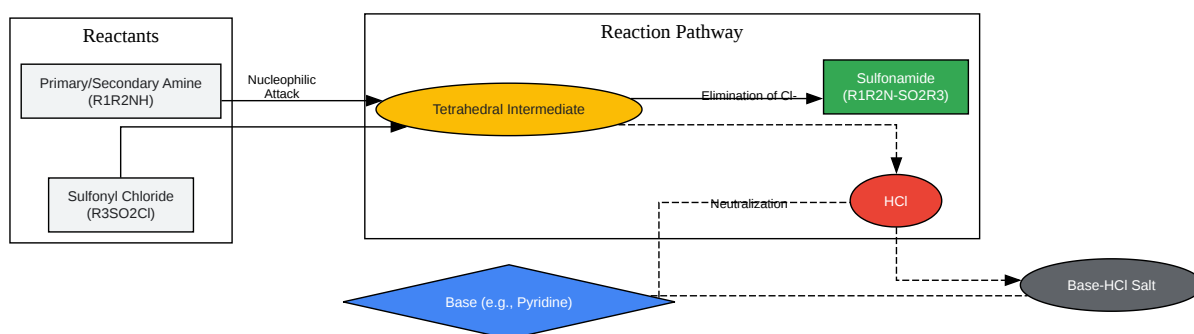 Reactants
Primary/Secondary Amine
(R1R2NH)
Sulfonyl Chloride
(R3SO2Cl)
Nucleophilic
Attack
Reaction Pathway
Tetrahedral Intermediate
Elimination of Cl-
Sulfonamide
(R1R2N-SO2R3)
HCl
Neutralization
Base (e.g., Pyridine)
Base-HCl Salt